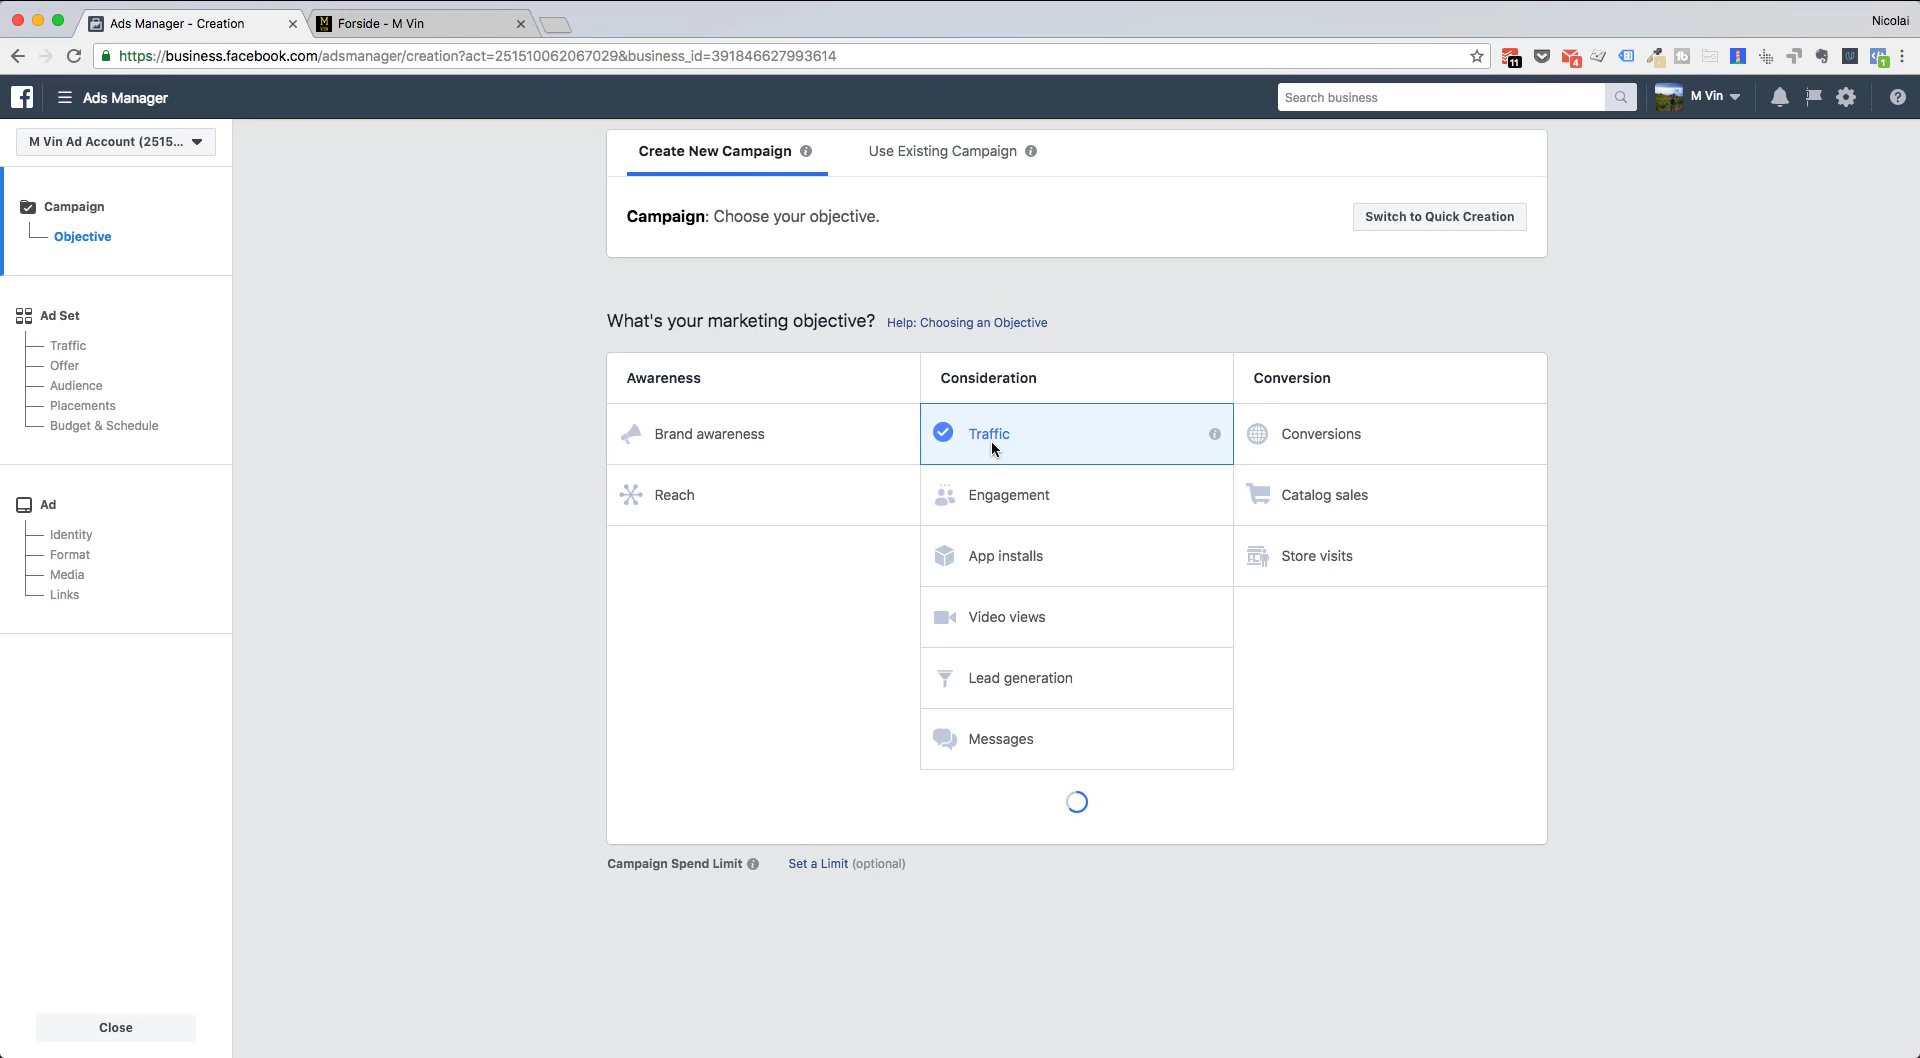 Ads Manager - Creation
Forside - M Vin
Nicolai
https://business.facebook.com/adsmanager/creation?act=251510062067029&business_id=391846627993614
11
4
1
Ads Manager
Search business
M Vin
M Vin Ad Account (2515...
Campaign
Objective
Ad Set
Traffic
Offer
Audience
Placements
Budget & Schedule
Ad
Identity
Format
Media
Links
Close
Create New Campaign
Use Existing Campaign
Campaign: Choose your objective.
Switch to Quick Creation
What's your marketing objective? Help: Choosing an Objective
Awareness
Consideration
Conversion
Brand awareness
Traffic
Conversions
Reach
Engagement
Catalog sales
App installs
Store visits
Video views
Lead generation
Messages
Campaign Spend Limit
Set a Limit (optional)